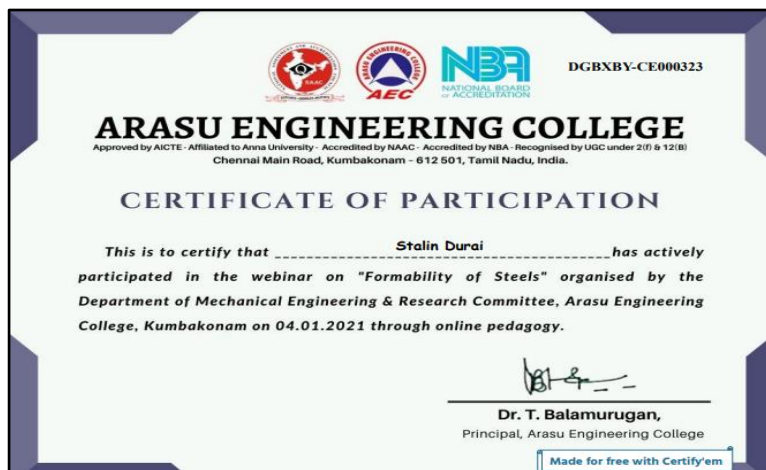 NAAC
ARASU ENGINEERING COLLEGE
AEC
NBA
NATIONAL BOARD
OF ACCREDITATION
DGBXBY-CE000323
ARASU ENGINEERING COLLEGE
Approved by AICTE - Affiliated to Anna University - Accredited by NAAC - Accredited by NBA - Recognised by UGC under 2(f) & 12(B)
Chennai Main Road, Kumbakonam - 612 501, Tamil Nadu, India.
CERTIFICATE OF PARTICIPATION
This is to certify that Stalin Durai has actively
participated in the webinar on "Formability of Steels" organised by the
Department of Mechanical Engineering & Research Committee, Arasu Engineering
College, Kumbakonam on 04.01.2021 through online pedagogy.
Dr. T. Balamurugan,
Principal, Arasu Engineering College
Made for free with Certify'em